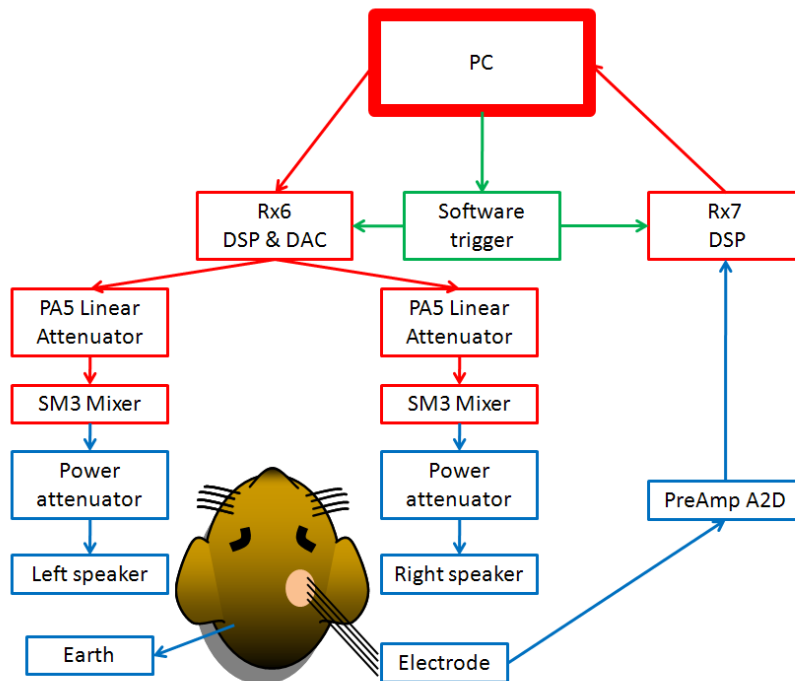 PC
Rx6
DSP & DAC
Software
trigger
Rx7
DSP
PA5 Linear
Attenuator
PA5 Linear
Attenuator
SM3 Mixer
SM3 Mixer
Power
attenuator
Power
attenuator
PreAmp A2D
Left speaker
Right speaker
Earth
Electrode